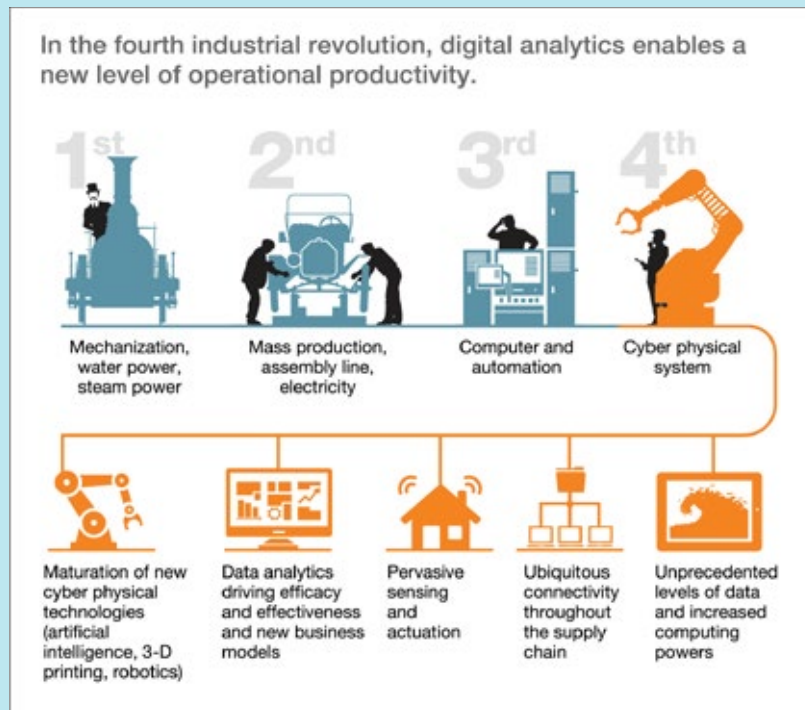 In the fourth industrial revolution, digital analytics enables a
new level of operational productivity.
1st
2nd
3rd
4th
Mechanization,
water power,
steam power
Mass production,
assembly line,
electricity
Computer and
automation
Cyber physical
system
Maturation of new
cyber physical
technologies
(artificial
intelligence, 3-D
printing, robotics)
Data analytics
driving efficacy
and effectiveness
and new business
models
Pervasive
sensing
and
actuation
Ubiquitous
connectivity
throughout
the supply
chain
Unprecedented
levels of data
and increased
computing
powers